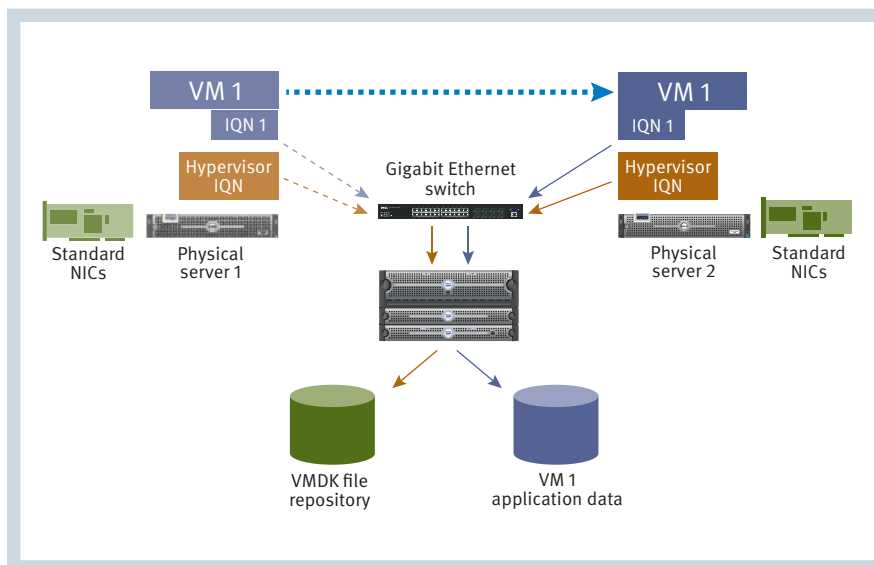 VM 1
IQN 1
Hypervisor
IQN
Standard
NICs
Physical
server 1
Gigabit Ethernet
switch
VM 1
IQN 1
Hypervisor
IQN
Physical
server 2
Standard
NICs
VMDK file
repository
VM 1
application data